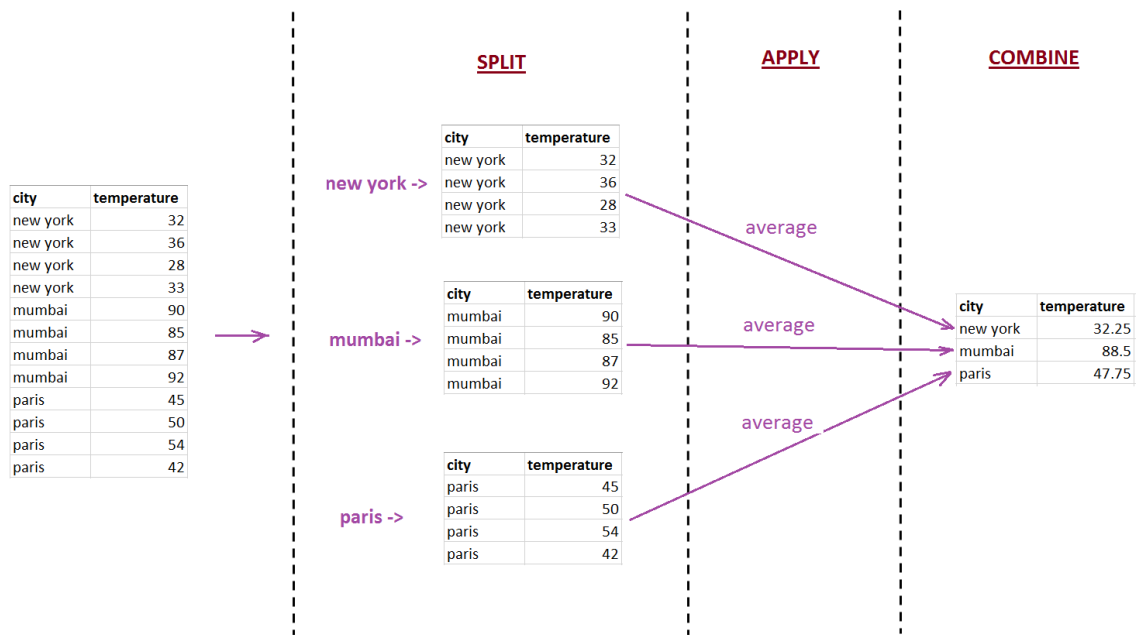 SPLIT
APPLY
COMBINE
city temperature
new york 32
new york 36
new york 28
new york 33
mumbai 90
mumbai 85
mumbai 87
mumbai 92
paris 45
paris 50
paris 54
paris 42
new york ->
city temperature
new york 32
new york 36
new york 28
new york 33
mumbai ->
city temperature
mumbai 90
mumbai 85
mumbai 87
mumbai 92
paris ->
city temperature
paris 45
paris 50
paris 54
paris 42
average
average
average
city temperature
new york 32.25
mumbai 88.5
paris 47.75